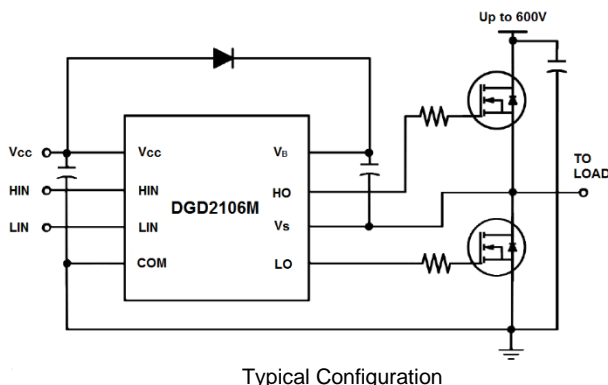 Up to 600V
Vcc
Vcc
VB
HIN
HIN
HO
TO
LOAD
DGD2106M
LIN
LIN
Vs
COM
LO
Typical Configuration